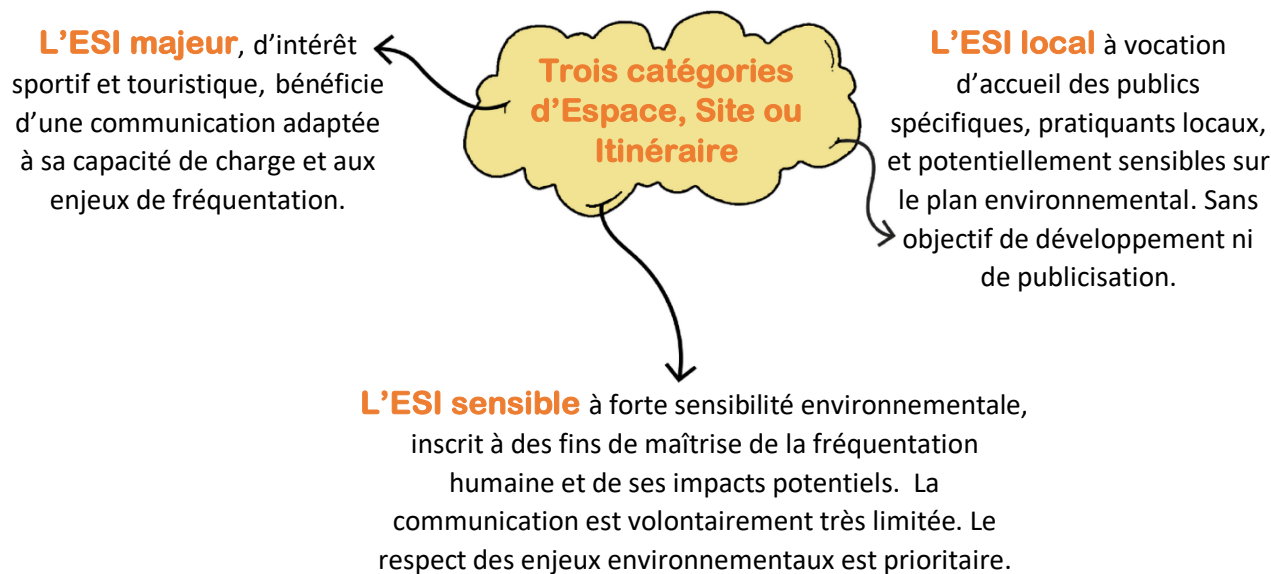 Trois catégories
d’Espace, Site ou
Itinéraire
L’ESI majeur, d’intérêt
sportif et touristique, bénéficie
d’une communication adaptée
à sa capacité de charge et aux
enjeux de fréquentation.
L’ESI local à vocation
d’accueil des publics
spécifiques, pratiquants locaux,
et potentiellement sensibles sur
le plan environnemental. Sans
objectif de développement ni
de publicisation.
L’ESI sensible à forte sensibilité environnementale,
inscrit à des fins de maîtrise de la fréquentation
humaine et de ses impacts potentiels. La
communication est volontairement très limitée. Le
respect des enjeux environnementaux est prioritaire.